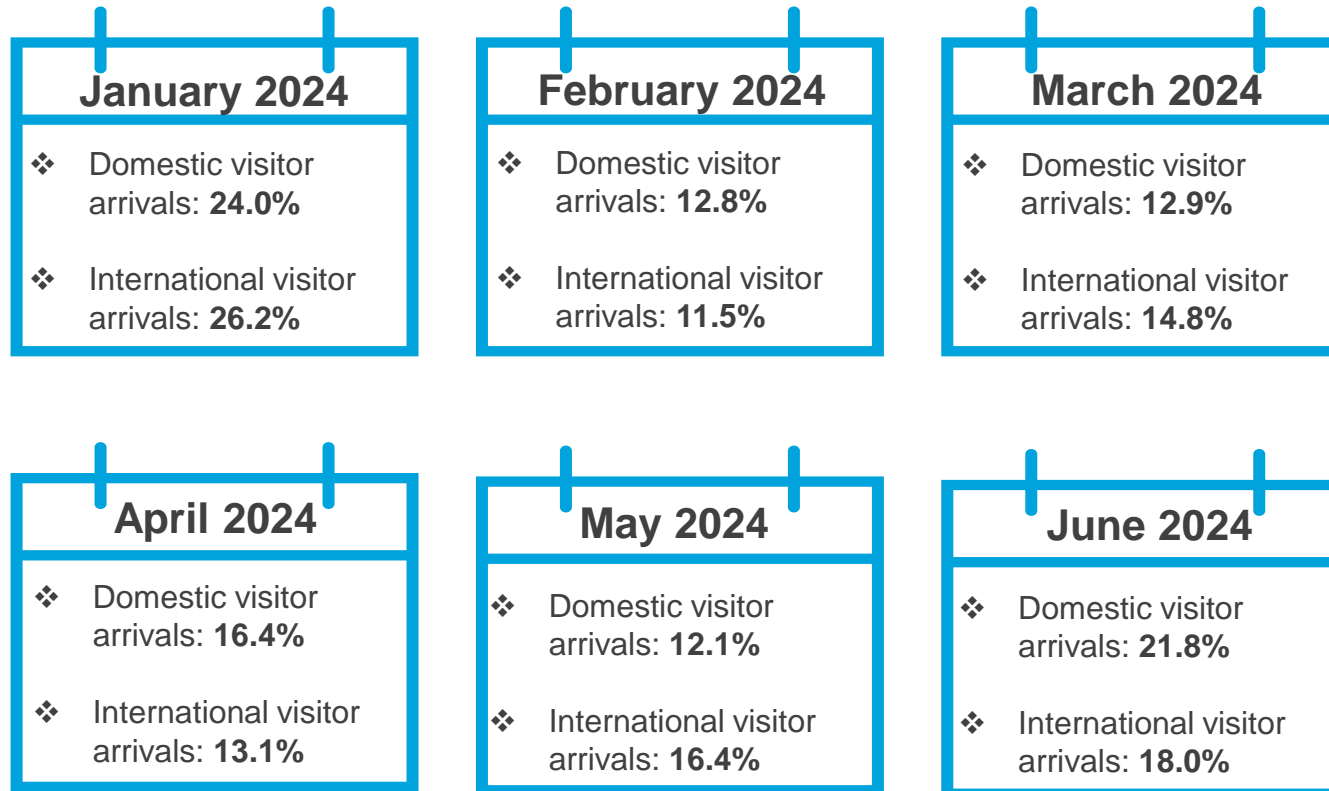 January 2024
❖ Domestic visitor
arrivals: 24.0%
❖ International visitor
arrivals: 26.2%
February 2024
❖ Domestic visitor
arrivals: 12.8%
❖ International visitor
arrivals: 11.5%
March 2024
❖ Domestic visitor
arrivals: 12.9%
❖ International visitor
arrivals: 14.8%
April 2024
❖ Domestic visitor
arrivals: 16.4%
❖ International visitor
arrivals: 13.1%
May 2024
❖ Domestic visitor
arrivals: 12.1%
❖ International visitor
arrivals: 16.4%
June 2024
❖ Domestic visitor
arrivals: 21.8%
❖ International visitor
arrivals: 18.0%